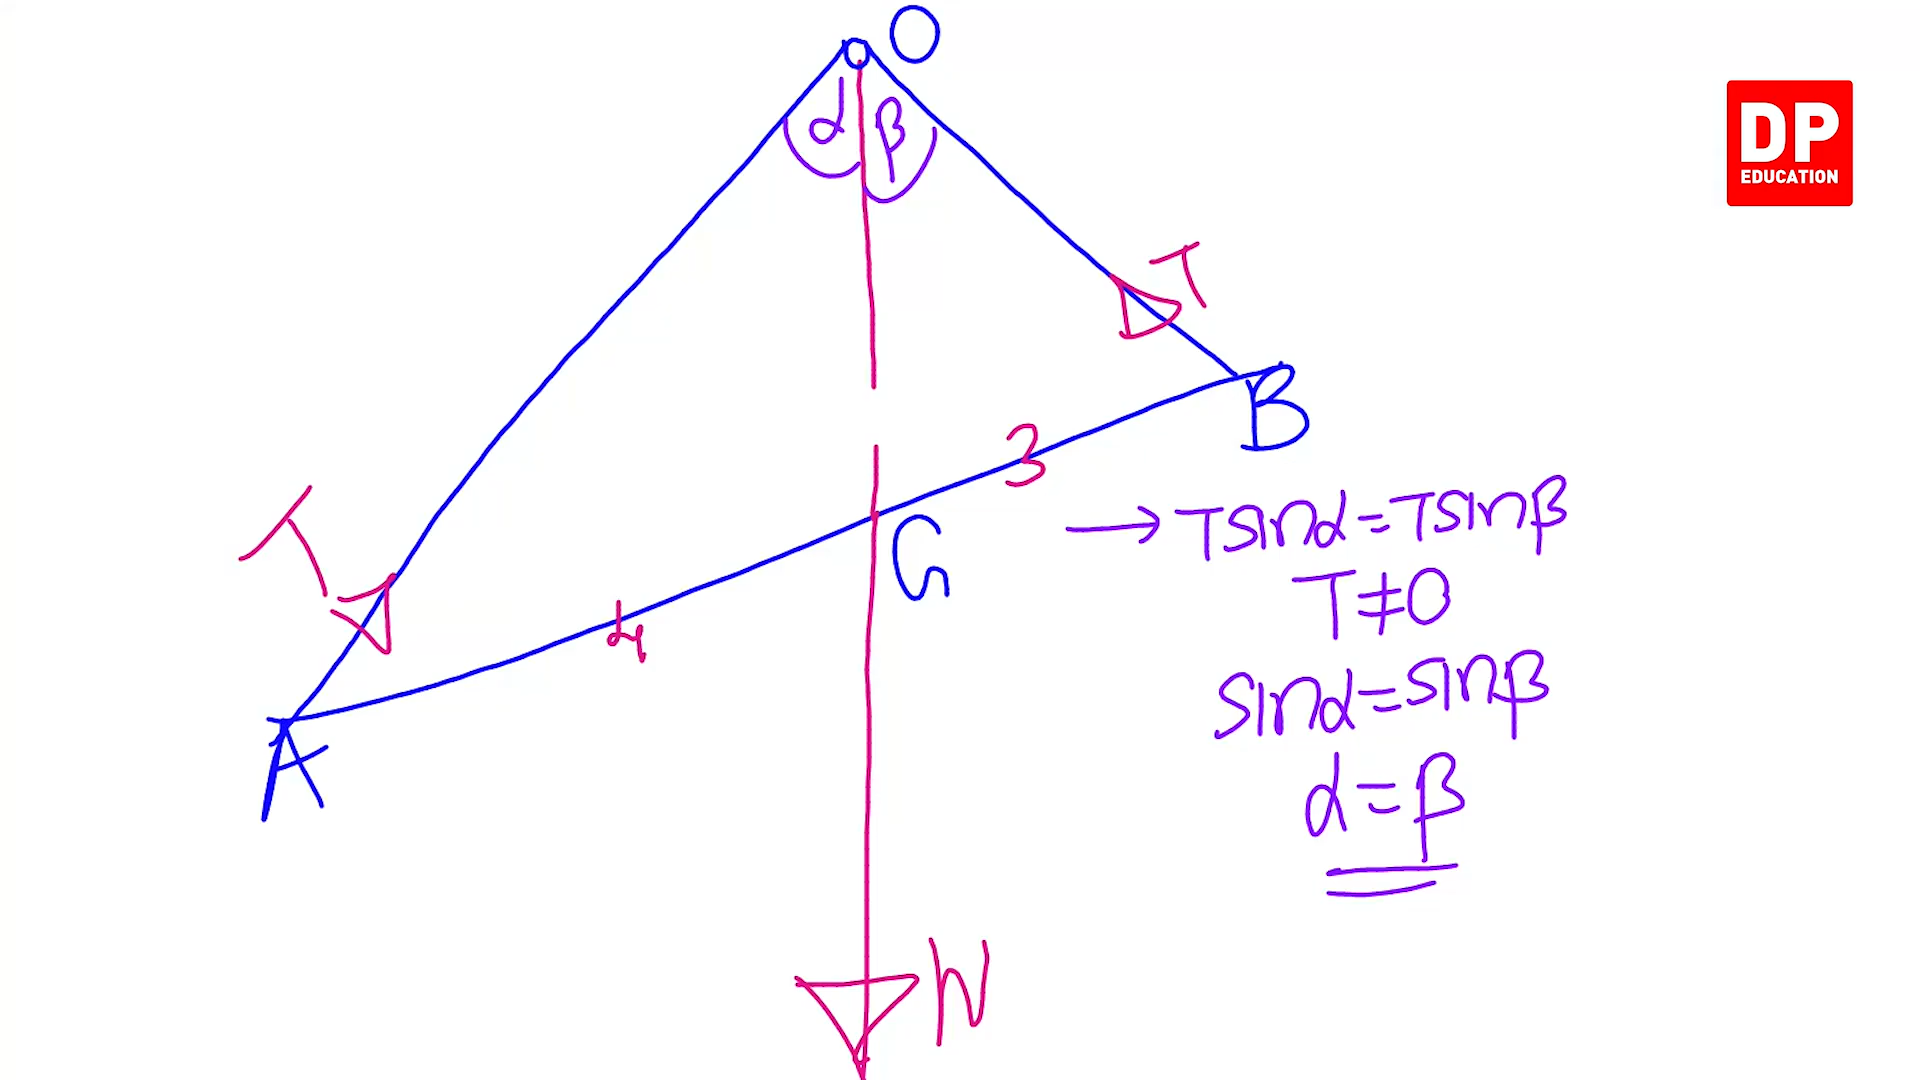 O
DP
EDUCATION
α β
T
B
3
T
G
→ Tsinα = Tsinβ
T ≠ 0
4
sinα = sinβ
A
α = β
W